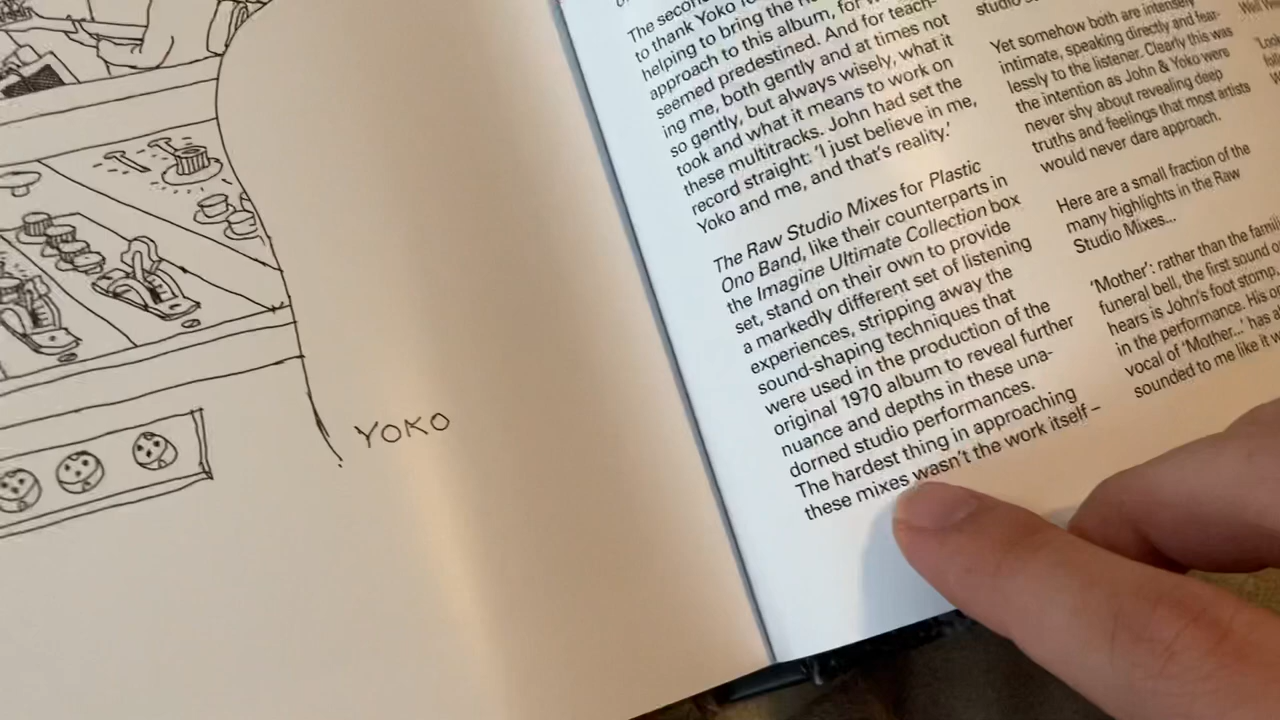 YOKO
The second
to thank Yoko
helping to bring the
approach to this album, for
seemed predestined. And for teach-
ing me, both gently and at times not
so gently, but always wisely, what it
took and what it means to work on
these multitracks. John had set the
record straight: 'I just believe in me,
Yoko and me, and that's reality.'
The Raw Studio Mixes for Plastic
Ono Band, like their counterparts in
the Imagine Ultimate Collection box
set, stand on their own to provide
a markedly different set of listening
experiences, stripping away the
sound-shaping techniques that
were used in the production of the
original 1970 album to reveal further
nuance and depths in these una-
dorned studio performances.
The hardest thing in approaching
these mixes wasn't the work itself –
studio
Yet somehow both are intensely
intimate, speaking directly and fear-
lessly to the listener. Clearly this was
the intention as John & Yoko were
never shy about revealing deep
truths and feelings that most artists
would never dare approach.
Here are a small fraction of the
many highlights in the Raw
Studio Mixes...
'Mother': rather than the
funeral bell, the first sound
hears is John's foot stomp.
in the performance. His
vocal of 'Mother...' has
sounded to me like it